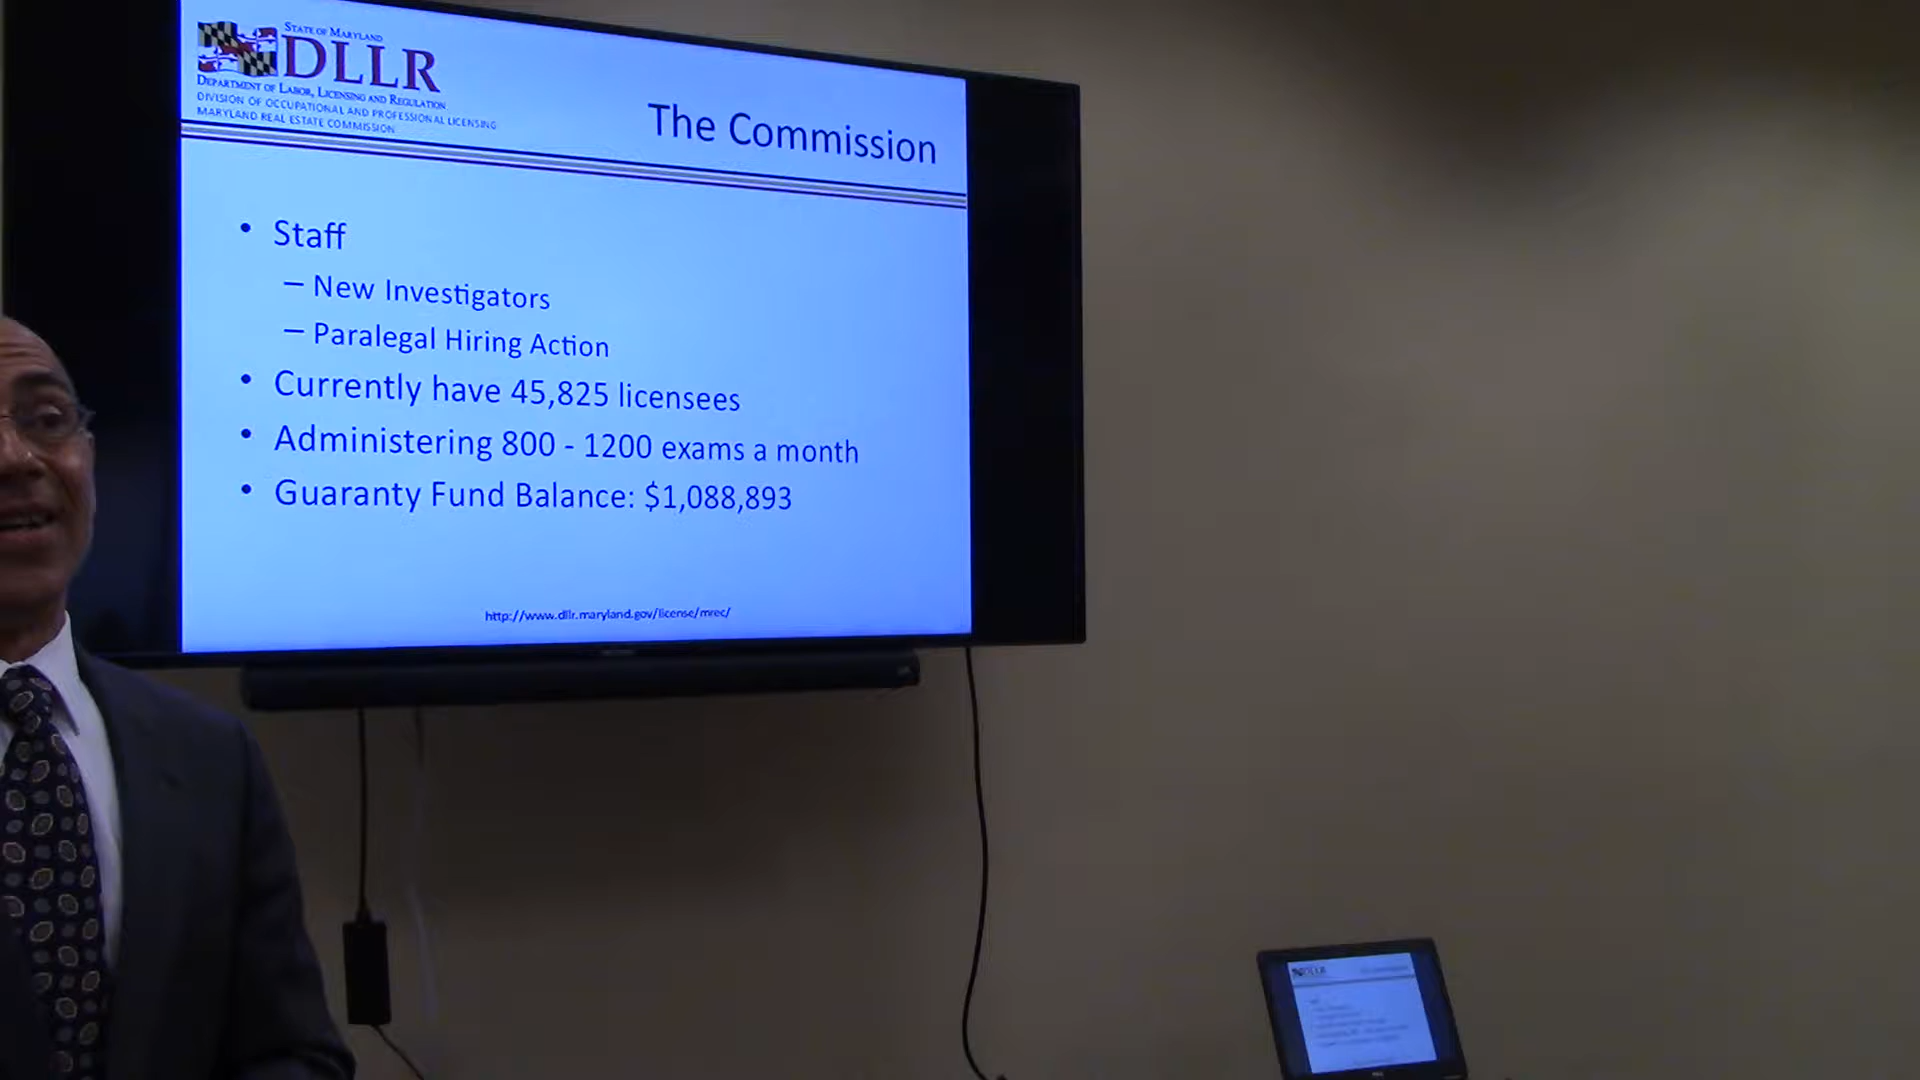 STATE OF MARYLAND
DLLR
DEPARTMENT OF LABOR, LICENSING AND REGULATION
DIVISION OF OCCUPATIONAL AND PROFESSIONAL LICENSING
MARYLAND REAL ESTATE COMMISSION
The Commission
• Staff
– New Investigators
– Paralegal Hiring Action
• Currently have 45,825 licensees
• Administering 800 - 1200 exams a month
• Guaranty Fund Balance: $1,088,893
http://www.dllr.maryland.gov/license/mrec/
DLLR